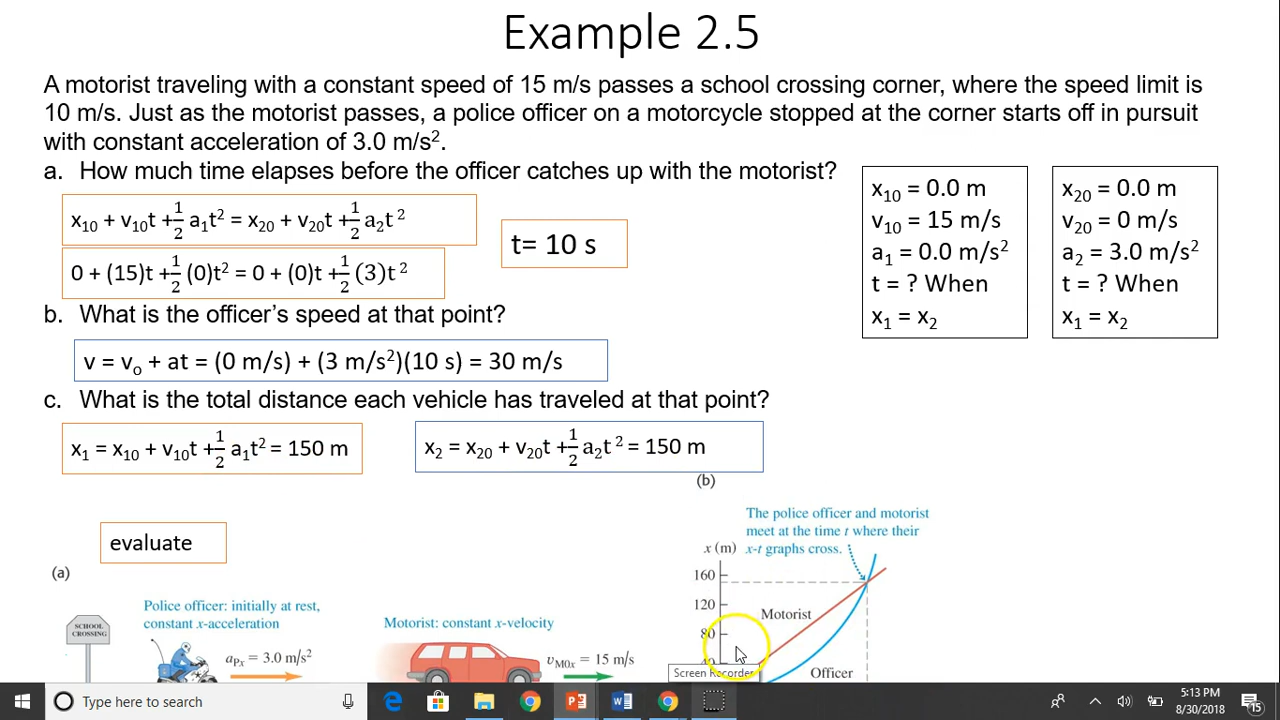 Example 2.5
A motorist traveling with a constant speed of 15 m/s passes a school crossing corner, where the speed limit is
10 m/s. Just as the motorist passes, a police officer on a motorcycle stopped at the corner starts off in pursuit
with constant acceleration of 3.0 m/s².
a. How much time elapses before the officer catches up with the motorist?
x₁₀ + v₁₀t + 1/2 a₁t² = x₂₀ + v₂₀t + 1/2 a₂t²
0 + (15)t + 1/2 (0)t² = 0 + (0)t + 1/2 (3)t²
t= 10 s
x₁₀ = 0.0 m
v₁₀ = 15 m/s
a₁ = 0.0 m/s²
t = ? When
x₁ = x₂
x₂₀ = 0.0 m
v₂₀ = 0 m/s
a₂ = 3.0 m/s²
t = ? When
x₁ = x₂
b. What is the officer's speed at that point?
v = vₒ + at = (0 m/s) + (3 m/s²)(10 s) = 30 m/s
c. What is the total distance each vehicle has traveled at that point?
x₁ = x₁₀ + v₁₀t + 1/2 a₁t² = 150 m
x₂ = x₂₀ + v₂₀t + 1/2 a₂t² = 150 m
evaluate
(a)
SCHOOL
CROSSING
Police officer: initially at rest,
constant x-acceleration
aPx = 3.0 m/s²
Motorist: constant x-velocity
vM0x = 15 m/s
(b)
The police officer and motorist
meet at the time t where their
x-t graphs cross.
x (m)
160
120
80
40
Motorist
Officer
Screen Recorder
Type here to search
5:13 PM
8/30/2018
15